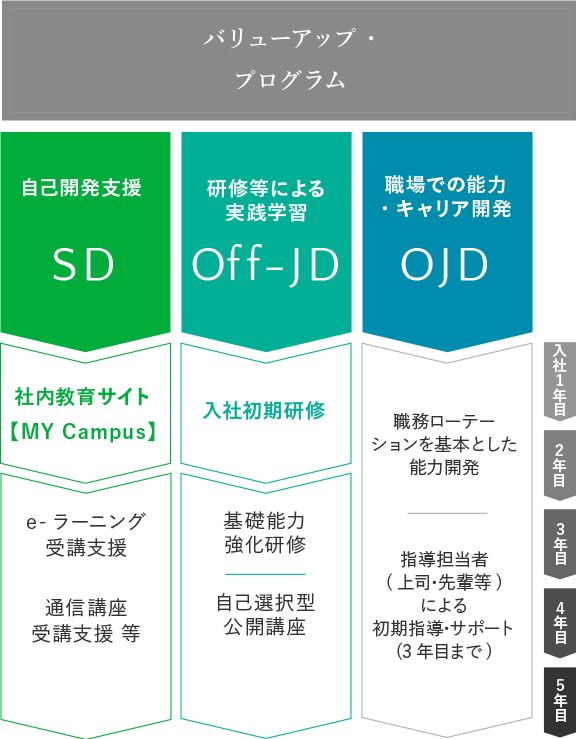 バリューアップ・
プログラム
自己開発支援
SD
社内教育サイト
【MY Campus】
e-ラーニング
受講支援
通信講座
受講支援 等
研修等による
実践学習
Off-JD
入社初期研修
基礎能力
強化研修
自己選択型
公開講座
職場での能力
・キャリア開発
OJD
職務ローテー
ションを基本とした
能力開発
指導担当者
(上司・先輩等)
による
初期指導・サポート
(3年目まで)
入社1年目
2年目
3年目
4年目
5年目